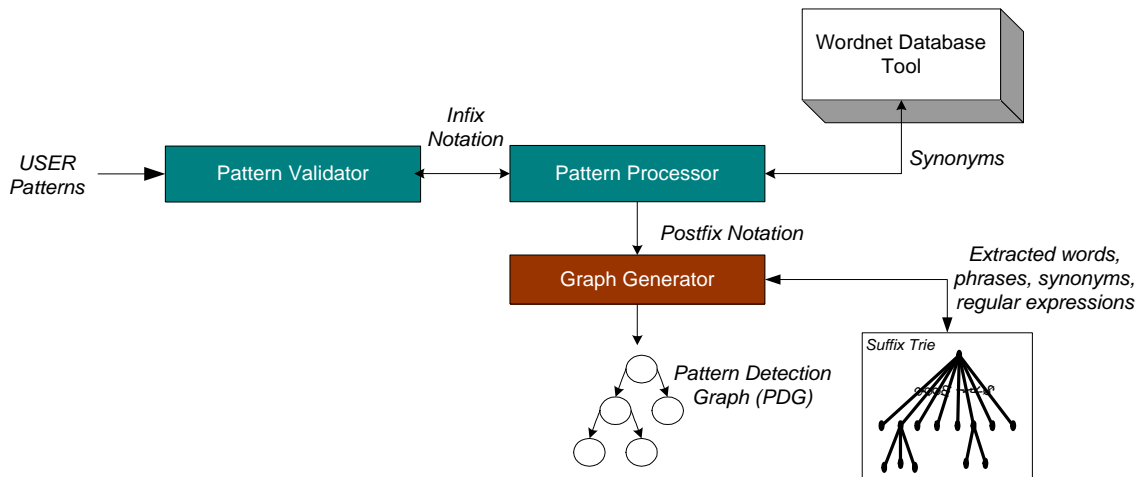 Wordnet Database
Tool
Infix
Notation
USER
Patterns
Pattern Validator
Pattern Processor
Synonyms
Postfix Notation
Graph Generator
Extracted words,
phrases, synonyms,
regular expressions
Suffix Trie
Pattern Detection
Graph (PDG)